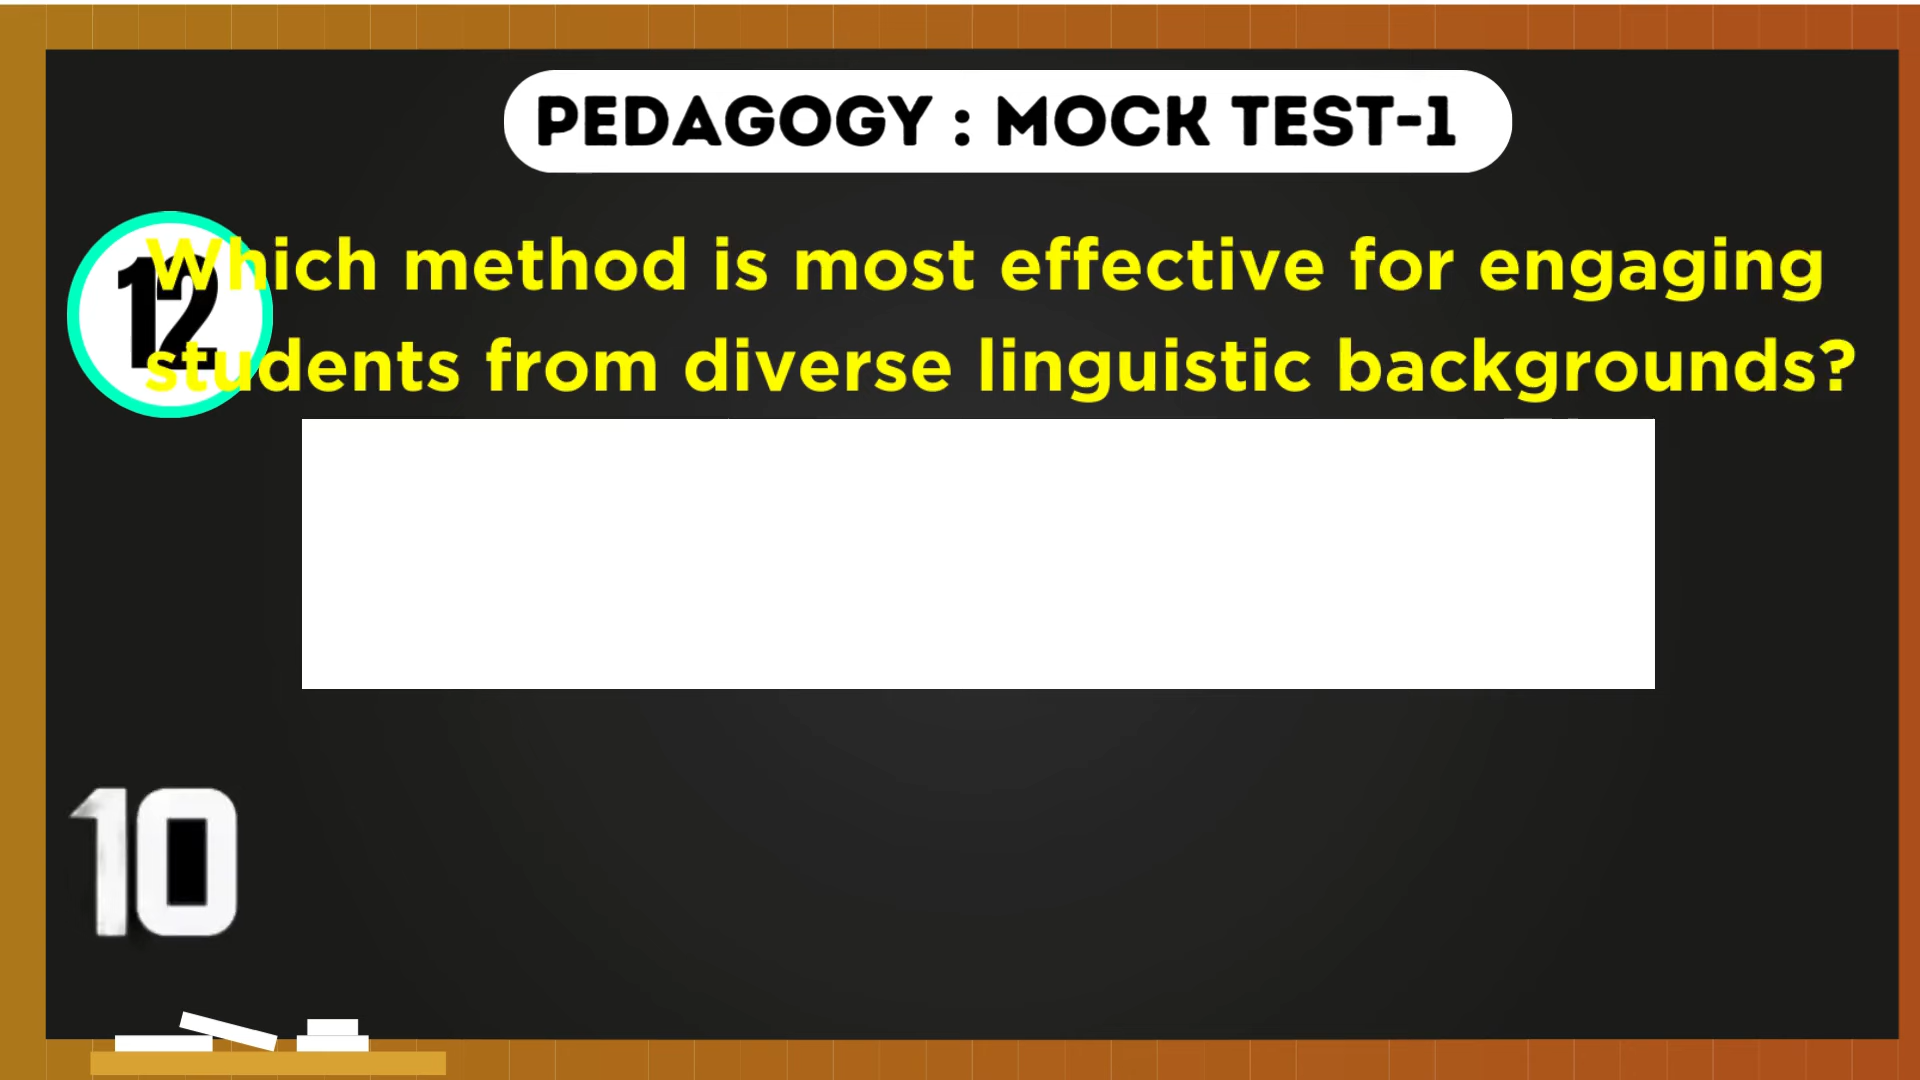 PEDAGOGY : MOCK TEST-1
12
Which method is most effective for engaging
students from diverse linguistic backgrounds?
10